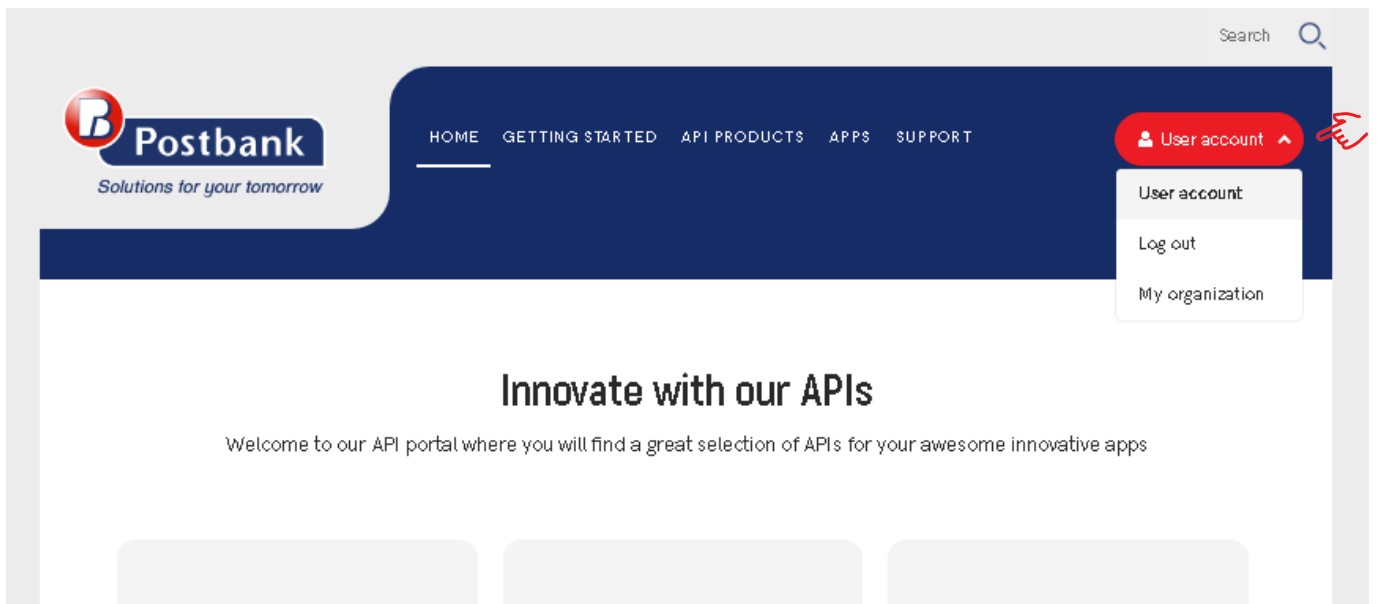 Search
Postbank
Solutions for your tomorrow
HOME GETTING STARTED API PRODUCTS APPS SUPPORT
User account
User account
Log out
My organization
Innovate with our APIs
Welcome to our API portal where you will find a great selection of APIs for your awesome innovative apps